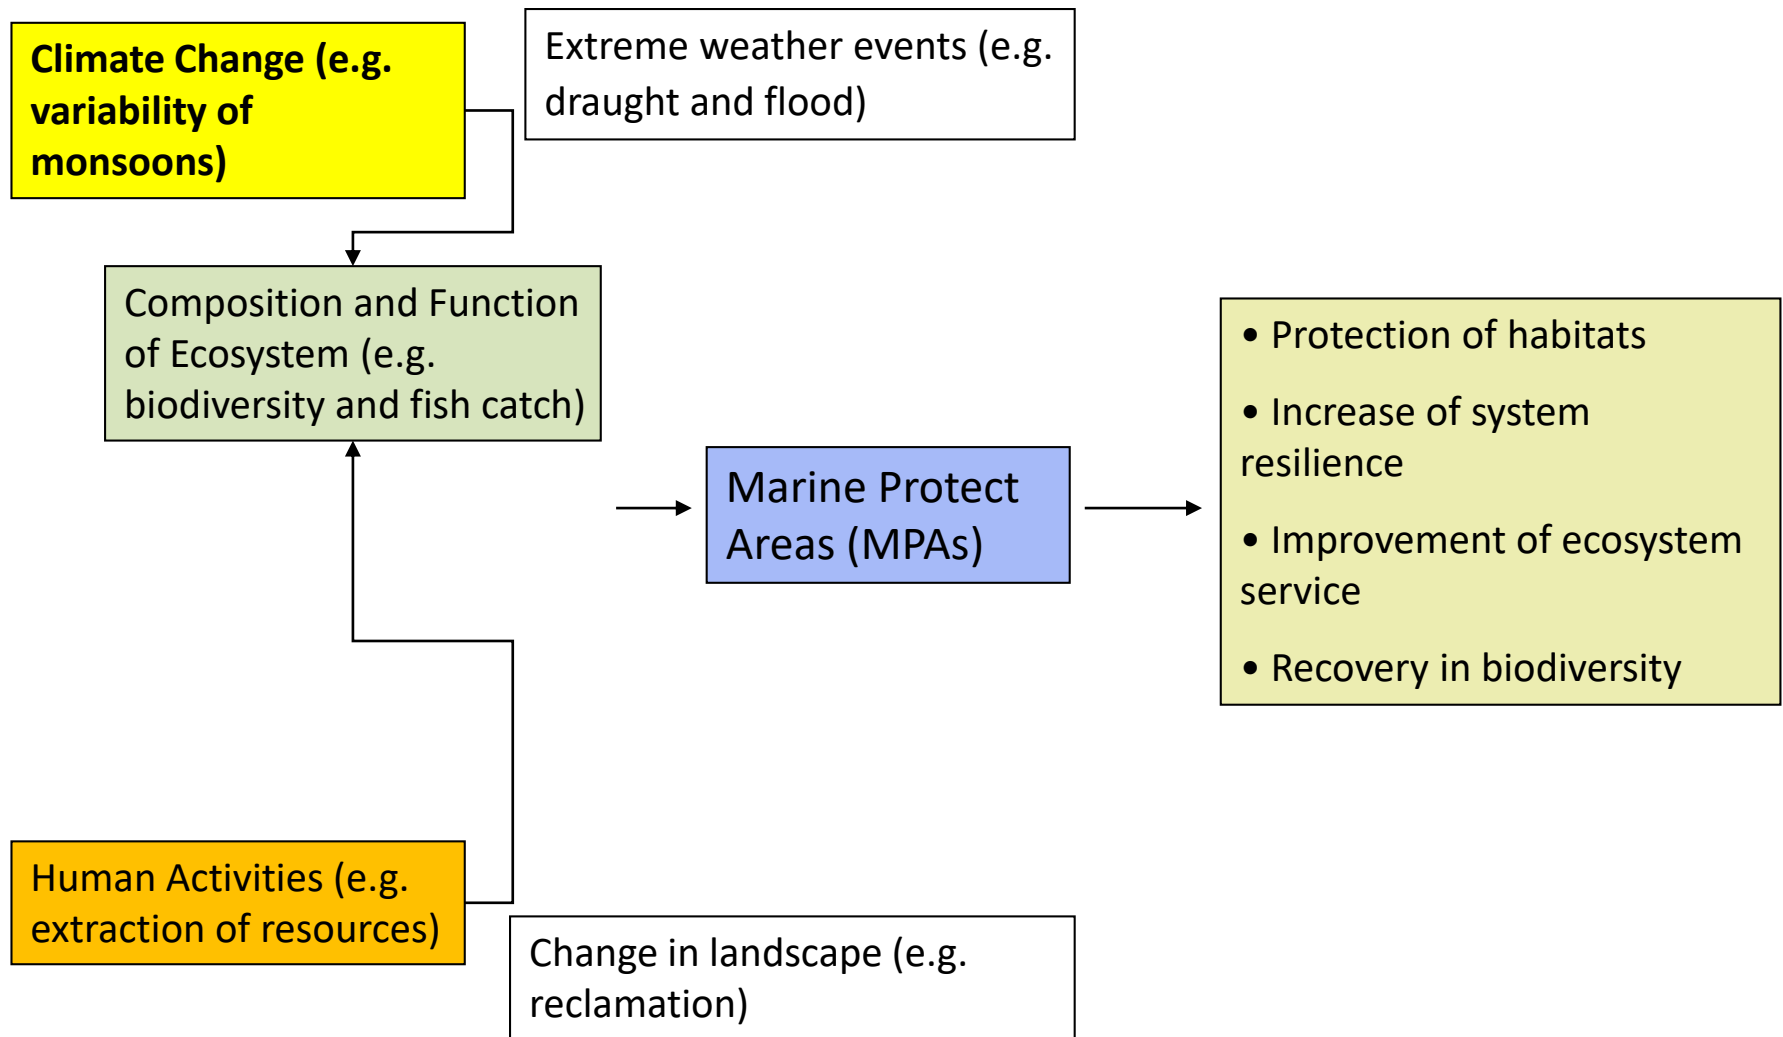 Climate Change (e.g.
variability of
monsoons)
Extreme weather events (e.g.
draught and flood)
Composition and Function
of Ecosystem (e.g.
biodiversity and fish catch)
Marine Protect
Areas (MPAs)
• Protection of habitats
• Increase of system
resilience
• Improvement of ecosystem
service
• Recovery in biodiversity
Human Activities (e.g.
extraction of resources)
Change in landscape (e.g.
reclamation)